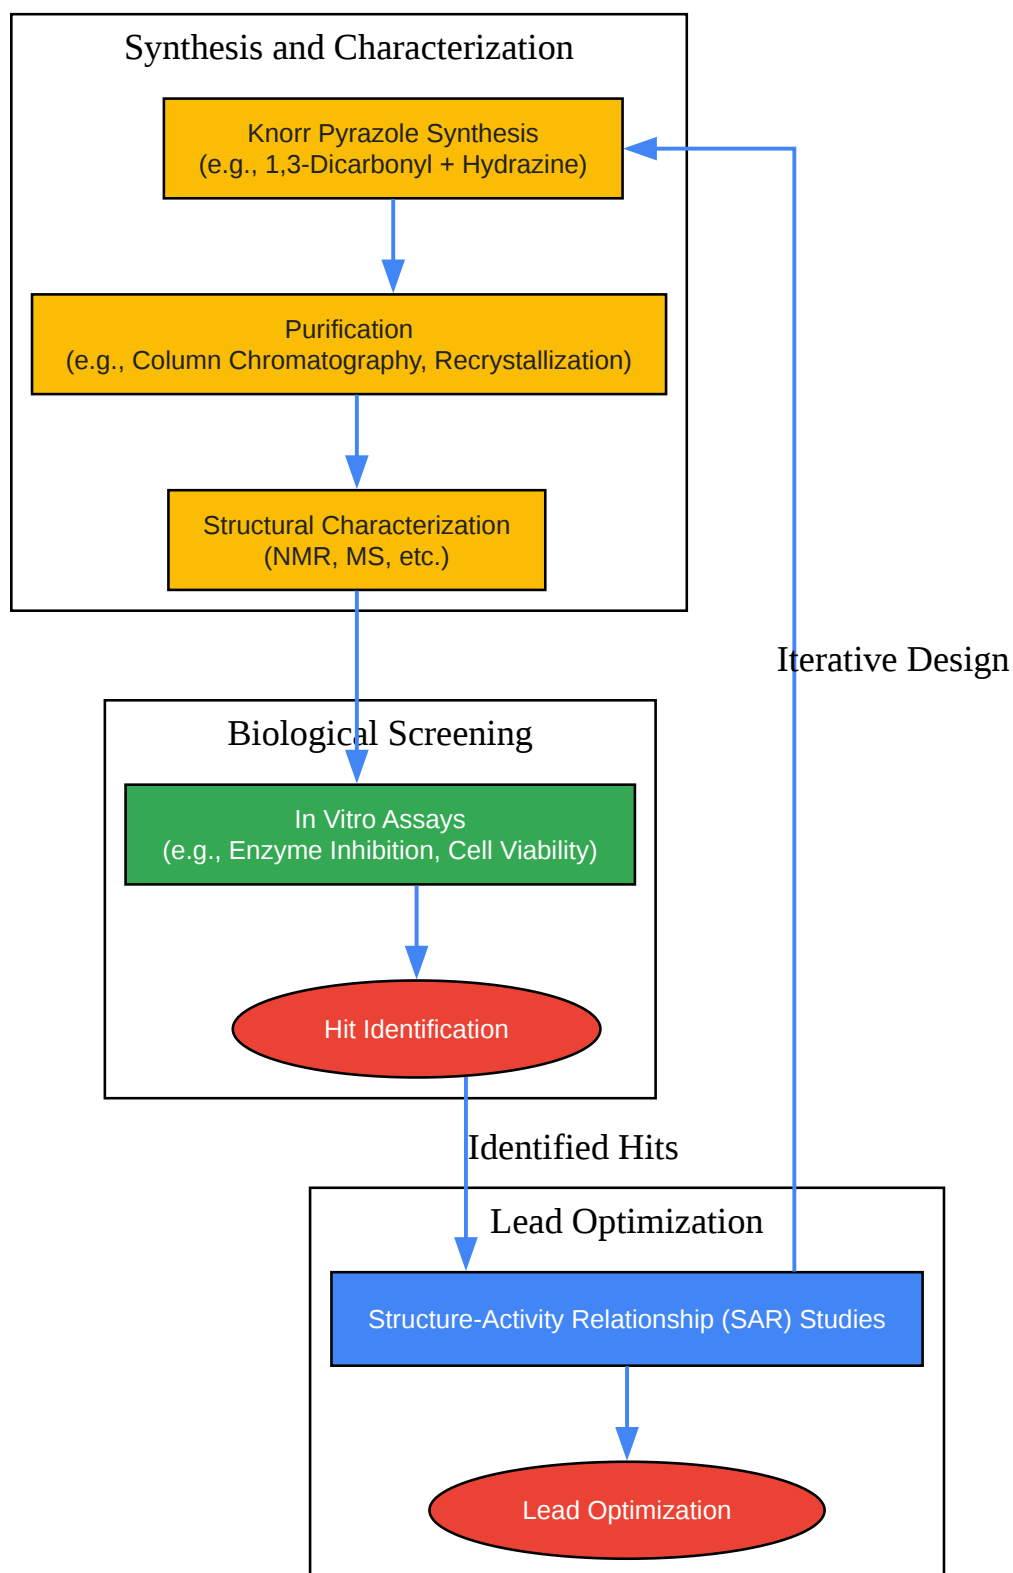 Synthesis and Characterization
Knorr Pyrazole Synthesis
(e.g., 1,3-Dicarbonyl + Hydrazine)
Purification
(e.g., Column Chromatography, Recrystallization)
Structural Characterization
(NMR, MS, etc.)
Iterative Design
Biological Screening
In Vitro Assays
(e.g., Enzyme Inhibition, Cell Viability)
Hit Identification
Identified Hits
Lead Optimization
Structure-Activity Relationship (SAR) Studies
Lead Optimization